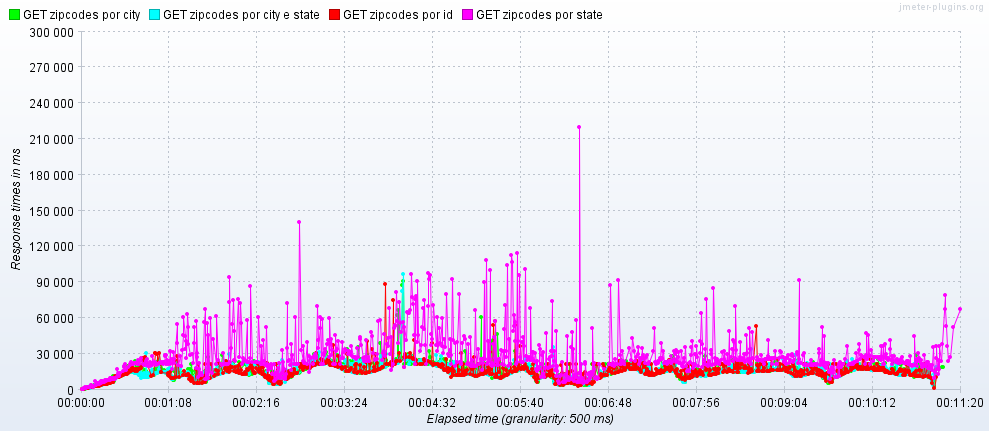 GET zipcodes por city GET zipcodes por city e state GET zipcodes por id GET zipcodes por state
jmeter-plugins.org
300 000
270 000
240 000
210 000
180 000
150 000
120 000
90 000
60 000
30 000
0
Response times in ms
00:00:00 00:01:08 00:02:16 00:03:24 00:04:32 00:05:40 00:06:48 00:07:56 00:09:04 00:10:12 00:11:20
Elapsed time (granularity: 500 ms)